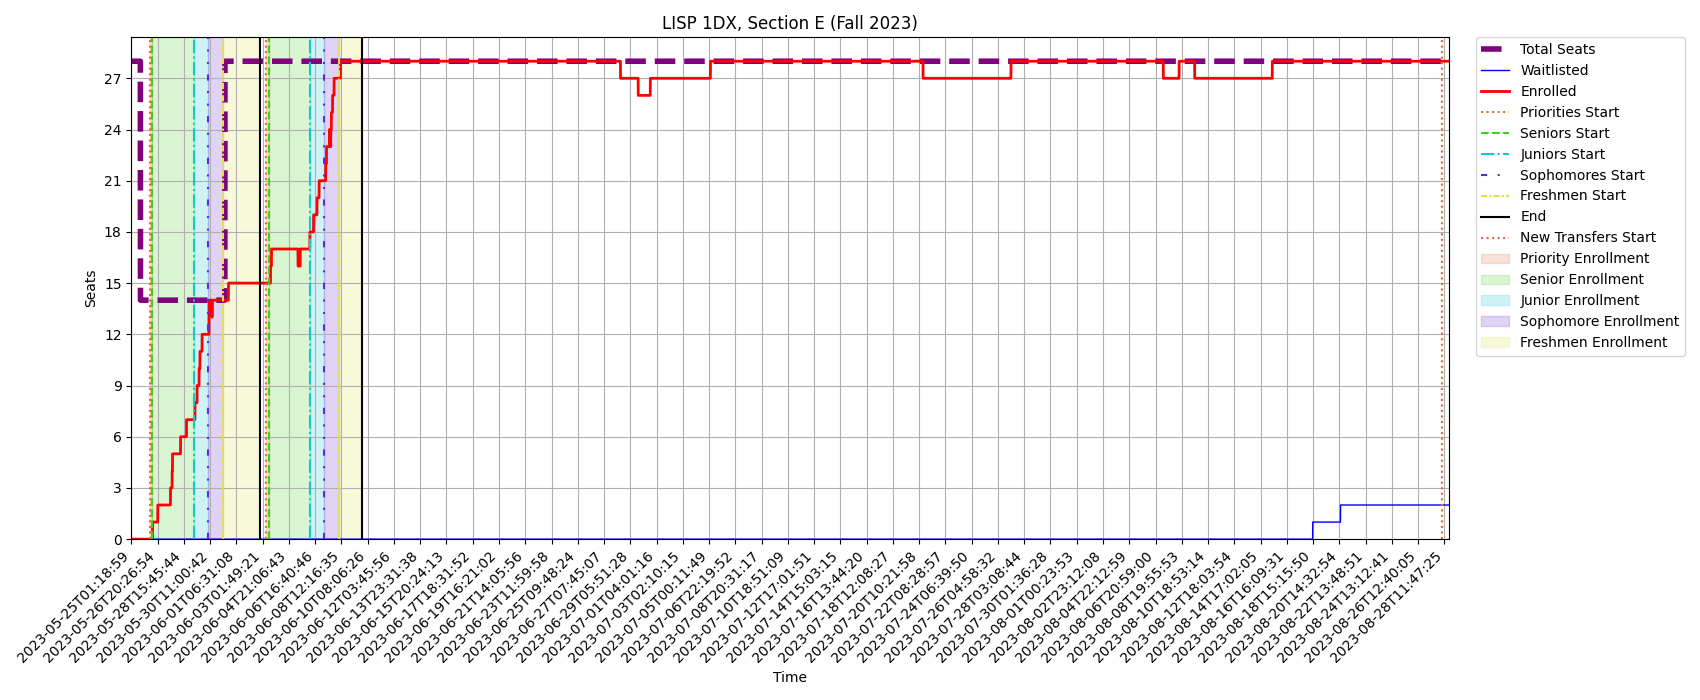 LISP 1DX, Section E (Fall 2023)
Seats
27
24
21
18
15
12
9
6
3
0
2023-05-25T01:18:59
2023-05-26T20:26:54
2023-05-28T15:45:44
2023-05-30T11:00:42
2023-06-01T06:31:08
2023-06-03T01:49:21
2023-06-04T21:06:43
2023-06-06T16:40:46
2023-06-08T12:16:35
2023-06-10T08:06:26
2023-06-12T03:45:56
2023-06-13T23:31:38
2023-06-15T20:24:13
2023-06-17T18:31:52
2023-06-19T16:21:02
2023-06-21T14:05:56
2023-06-23T11:59:58
2023-06-25T09:48:24
2023-06-27T07:45:07
2023-06-29T05:51:28
2023-07-01T04:01:16
2023-07-03T02:10:15
2023-07-05T00:11:49
2023-07-06T22:19:52
2023-07-08T20:31:17
2023-07-10T18:51:09
2023-07-12T17:01:51
2023-07-14T15:03:15
2023-07-16T13:44:20
2023-07-18T12:08:27
2023-07-20T10:21:58
2023-07-22T08:28:57
2023-07-24T06:39:50
2023-07-26T04:58:32
2023-07-28T03:08:44
2023-07-30T01:36:28
2023-08-01T00:23:53
2023-08-02T23:12:08
2023-08-04T22:12:59
2023-08-06T20:59:00
2023-08-08T19:55:53
2023-08-10T18:53:14
2023-08-12T18:03:54
2023-08-14T17:02:05
2023-08-16T16:09:31
2023-08-18T15:15:50
2023-08-20T14:32:54
2023-08-22T13:48:51
2023-08-24T13:12:41
2023-08-26T12:40:05
2023-08-28T11:47:25
Time
Total Seats
Waitlisted
Enrolled
Priorities Start
Seniors Start
Juniors Start
Sophomores Start
Freshmen Start
End
New Transfers Start
Priority Enrollment
Senior Enrollment
Junior Enrollment
Sophomore Enrollment
Freshmen Enrollment